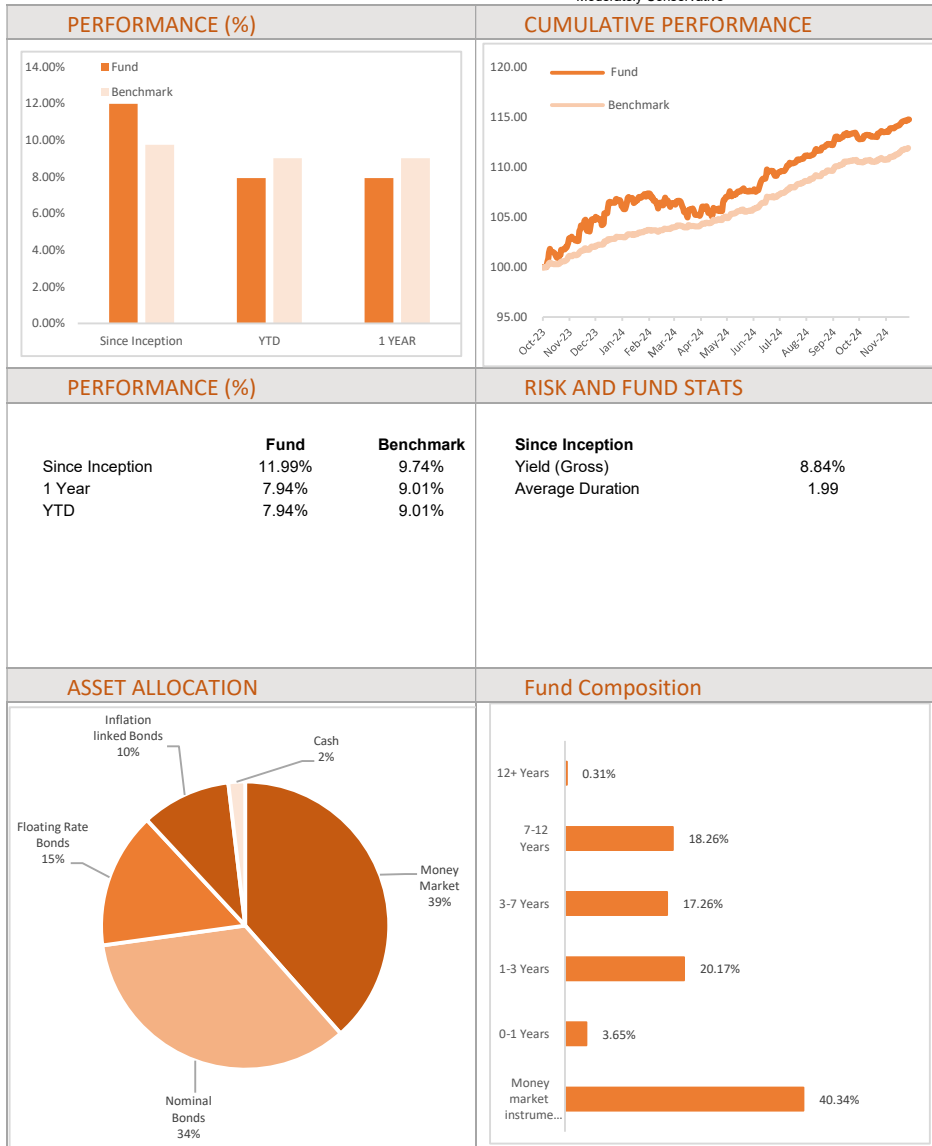 Moderately Conservative
PERFORMANCE (%)
14.00%
12.00%
10.00%
8.00%
6.00%
4.00%
2.00%
0.00%
Fund
Benchmark
Since Inception YTD 1 YEAR
CUMULATIVE PERFORMANCE
120.00
115.00
110.00
105.00
100.00
95.00
Fund
Benchmark
Oct-23 Nov-23 Dec-23 Jan-24 Feb-24 Mar-24 Apr-24 May-24 Jun-24 Jul-24 Aug-24 Sep-24 Oct-24 Nov-24
PERFORMANCE (%)
Fund Benchmark
Since Inception 11.99% 9.74%
1 Year 7.94% 9.01%
YTD 7.94% 9.01%
RISK AND FUND STATS
Since Inception
Yield (Gross) 8.84%
Average Duration 1.99
ASSET ALLOCATION
Inflation
linked Bonds
10%
Cash
2%
Floating Rate
Bonds
15%
Money
Market
39%
Nominal
Bonds
34%
Fund Composition
12+ Years 0.31%
7-12
Years
18.26%
3-7 Years 17.26%
1-3 Years 20.17%
0-1 Years 3.65%
Money
market
instrume...
40.34%